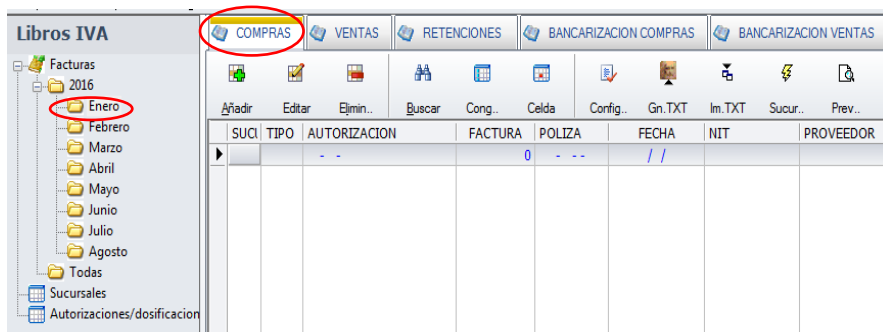 Libros IVA
Facturas
2016
Enero
Febrero
Marzo
Abril
Mayo
Junio
Julio
Agosto
Todas
Sucursales
Autorizaciones/dosificacion
COMPRAS VENTAS RETENCIONES BANCARIZACION COMPRAS BANCARIZACION VENTAS
Añadir Editar Elimin.. Buscar Cong.. Celda Config.. Gn.TXT Im.TXT Sucur.. Prev..
SUCI TIPO AUTORIZACION FACTURA POLIZA FECHA NIT PROVEEDOR
- - 0 - -- / /